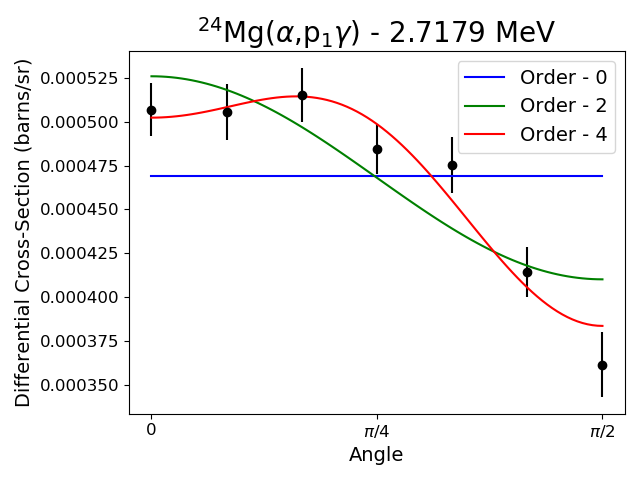 ²⁴Mg(α,p₁γ) - 2.7179 MeV
Differential Cross-Section (barns/sr)
0.000525
0.000500
0.000475
0.000450
0.000425
0.000400
0.000375
0.000350
Order - 0
Order - 2
Order - 4
0
π/4
π/2
Angle